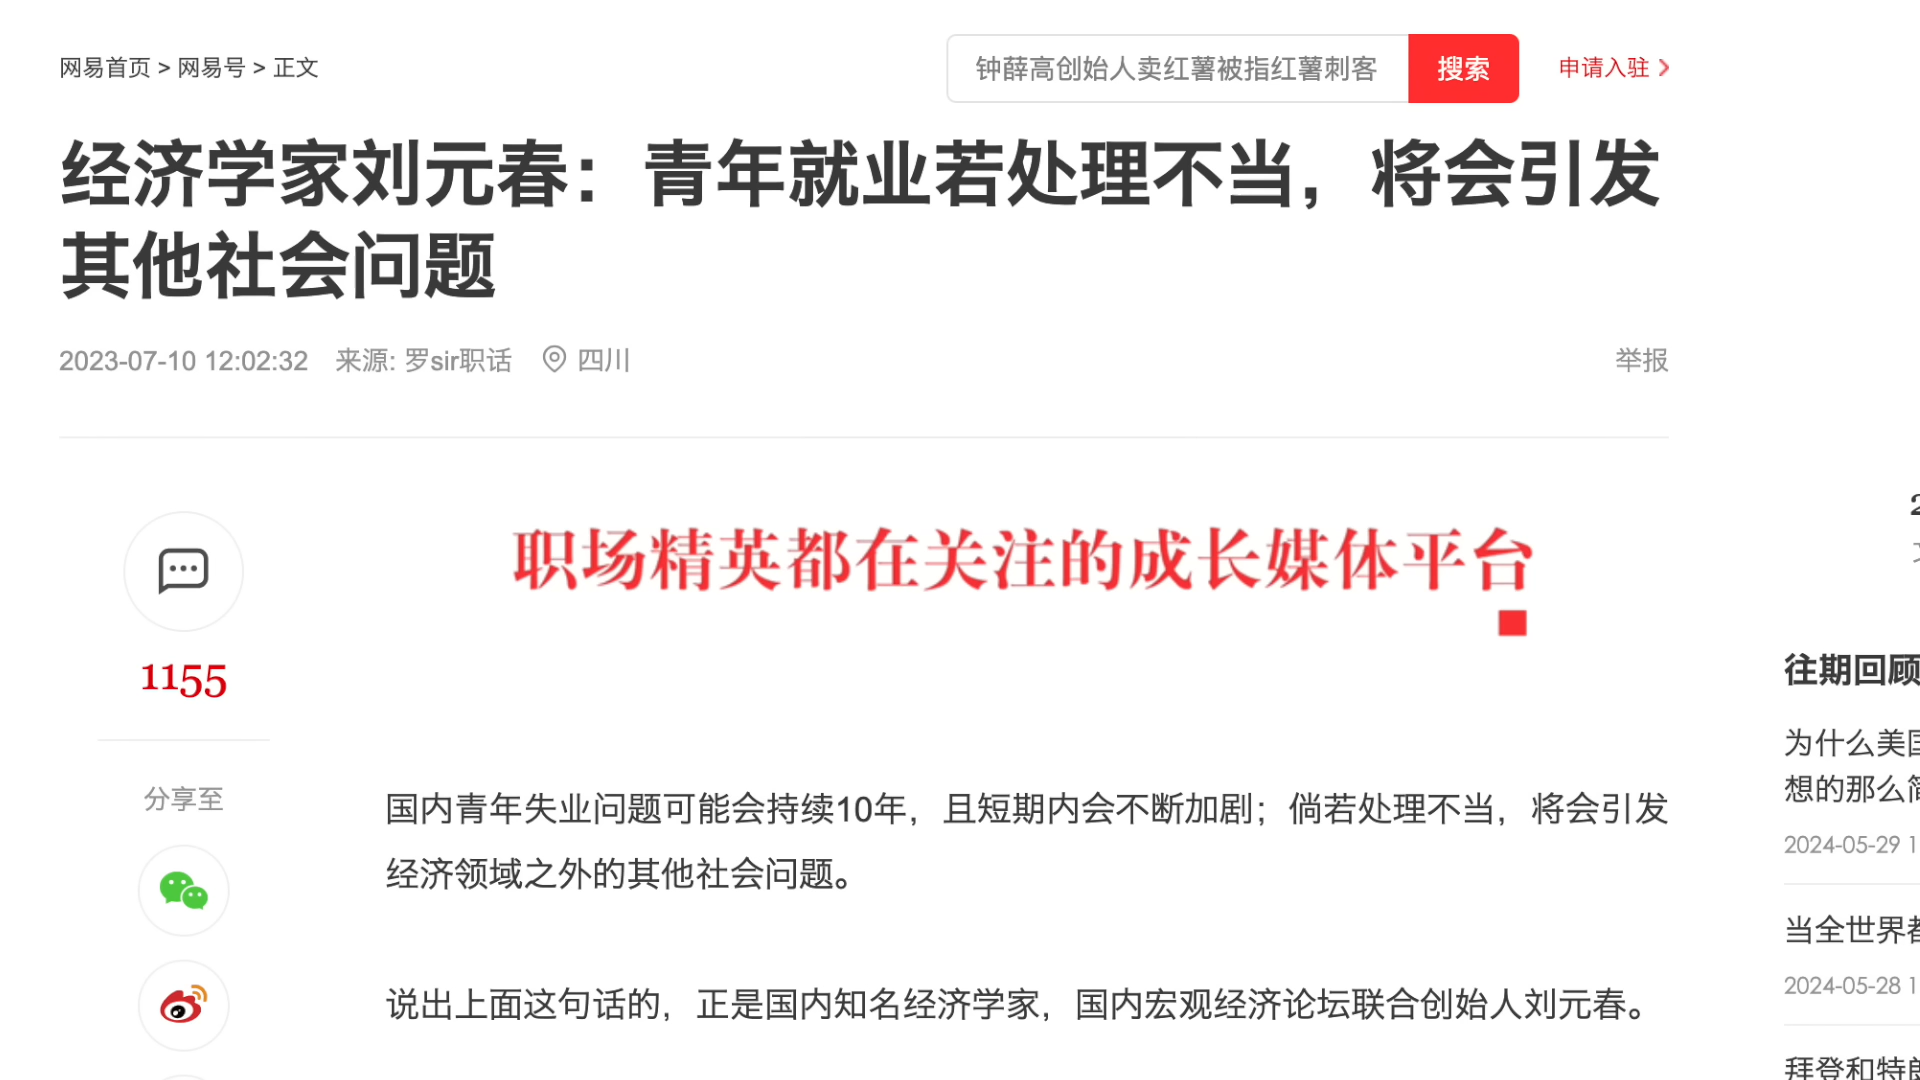 网易首页 > 网易号 > 正文
钟薛高创始人卖红薯被指红薯刺客
搜索
申请入驻
经济学家刘元春：青年就业若处理不当，将会引发
其他社会问题
2023-07-10 12:02:32 来源: 罗sir职话 四川
举报
职场精英都在关注的成长媒体平台
1155
分享至
国内青年失业问题可能会持续10年，且短期内会不断加剧；倘若处理不当，将会引发
经济领域之外的其他社会问题。
说出上面这句话的，正是国内知名经济学家，国内宏观经济论坛联合创始人刘元春。
往期回顾
为什么美国
想的那么简
2024-05-29 1
当全世界都
2024-05-28 1
拜登和特朗